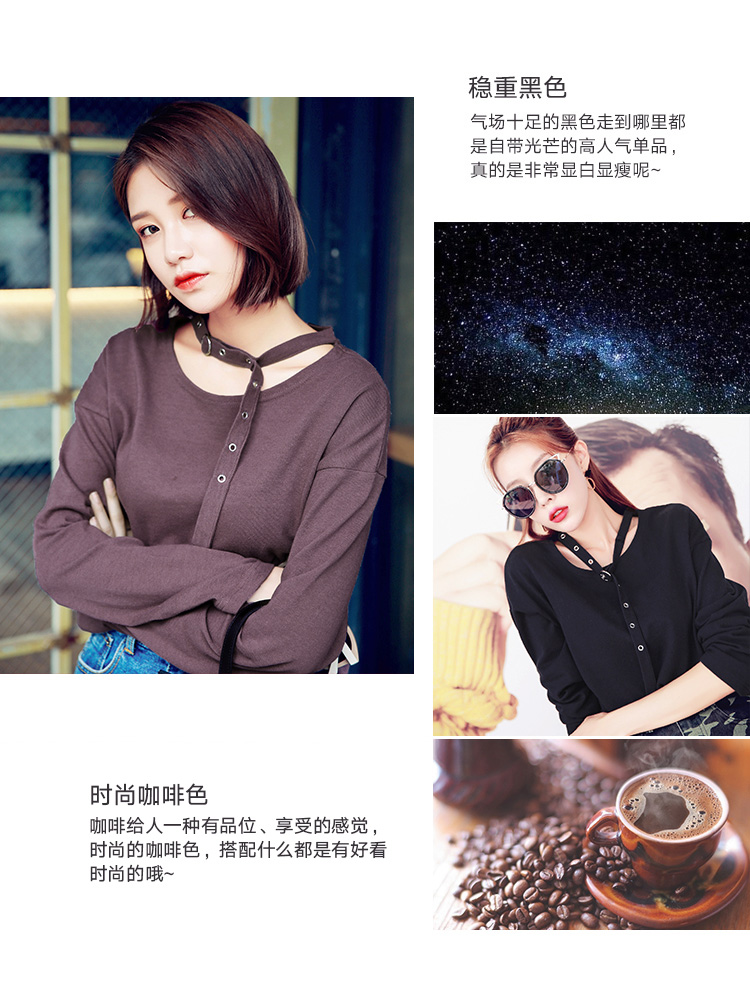 稳重黑色
气场十足的黑色走到哪里都
是自带光芒的高人气单品，
真的是非常显白显瘦呢~
时尚咖啡色
咖啡给人一种有品位、享受的感觉，
时尚的咖啡色，搭配什么都是有好看
时尚的哦~